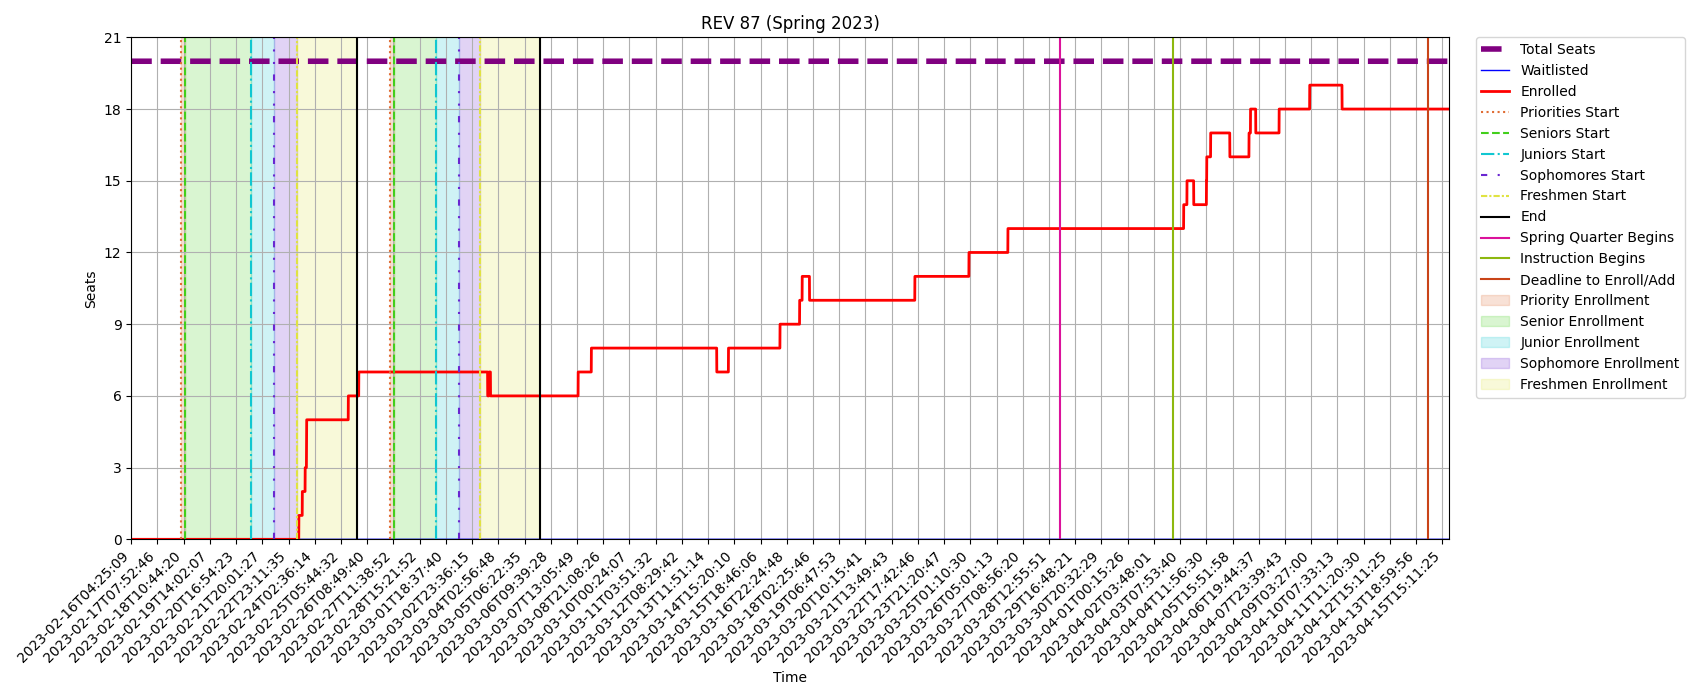 REV 87 (Spring 2023)
21
18
15
12
9
6
3
0
Seats
2023-02-16T04:25:09
2023-02-17T07:52:46
2023-02-18T10:44:20
2023-02-19T14:02:07
2023-02-20T16:54:23
2023-02-21T20:01:27
2023-02-22T23:11:35
2023-02-24T02:36:14
2023-02-25T05:44:32
2023-02-26T08:49:40
2023-02-27T11:38:52
2023-02-28T15:21:52
2023-03-01T18:37:40
2023-03-02T23:36:15
2023-03-04T02:56:48
2023-03-05T06:22:35
2023-03-06T09:39:28
2023-03-07T13:05:49
2023-03-08T21:08:26
2023-03-10T00:24:07
2023-03-11T03:51:32
2023-03-12T08:29:42
2023-03-13T11:51:14
2023-03-14T15:20:10
2023-03-15T18:46:06
2023-03-16T22:24:48
2023-03-18T02:25:46
2023-03-19T06:47:53
2023-03-20T10:15:41
2023-03-21T13:49:43
2023-03-22T17:42:46
2023-03-23T21:20:47
2023-03-25T01:10:30
2023-03-26T05:01:13
2023-03-27T08:56:20
2023-03-28T12:55:51
2023-03-29T16:48:21
2023-03-30T20:32:29
2023-04-01T00:15:26
2023-04-02T03:48:01
2023-04-03T07:53:40
2023-04-04T11:56:30
2023-04-05T15:51:58
2023-04-06T19:44:37
2023-04-07T23:39:43
2023-04-09T03:27:00
2023-04-10T07:33:13
2023-04-11T11:20:30
2023-04-12T15:11:25
2023-04-13T18:59:56
2023-04-15T15:11:25
Time
Total Seats
Waitlisted
Enrolled
Priorities Start
Seniors Start
Juniors Start
Sophomores Start
Freshmen Start
End
Spring Quarter Begins
Instruction Begins
Deadline to Enroll/Add
Priority Enrollment
Senior Enrollment
Junior Enrollment
Sophomore Enrollment
Freshmen Enrollment